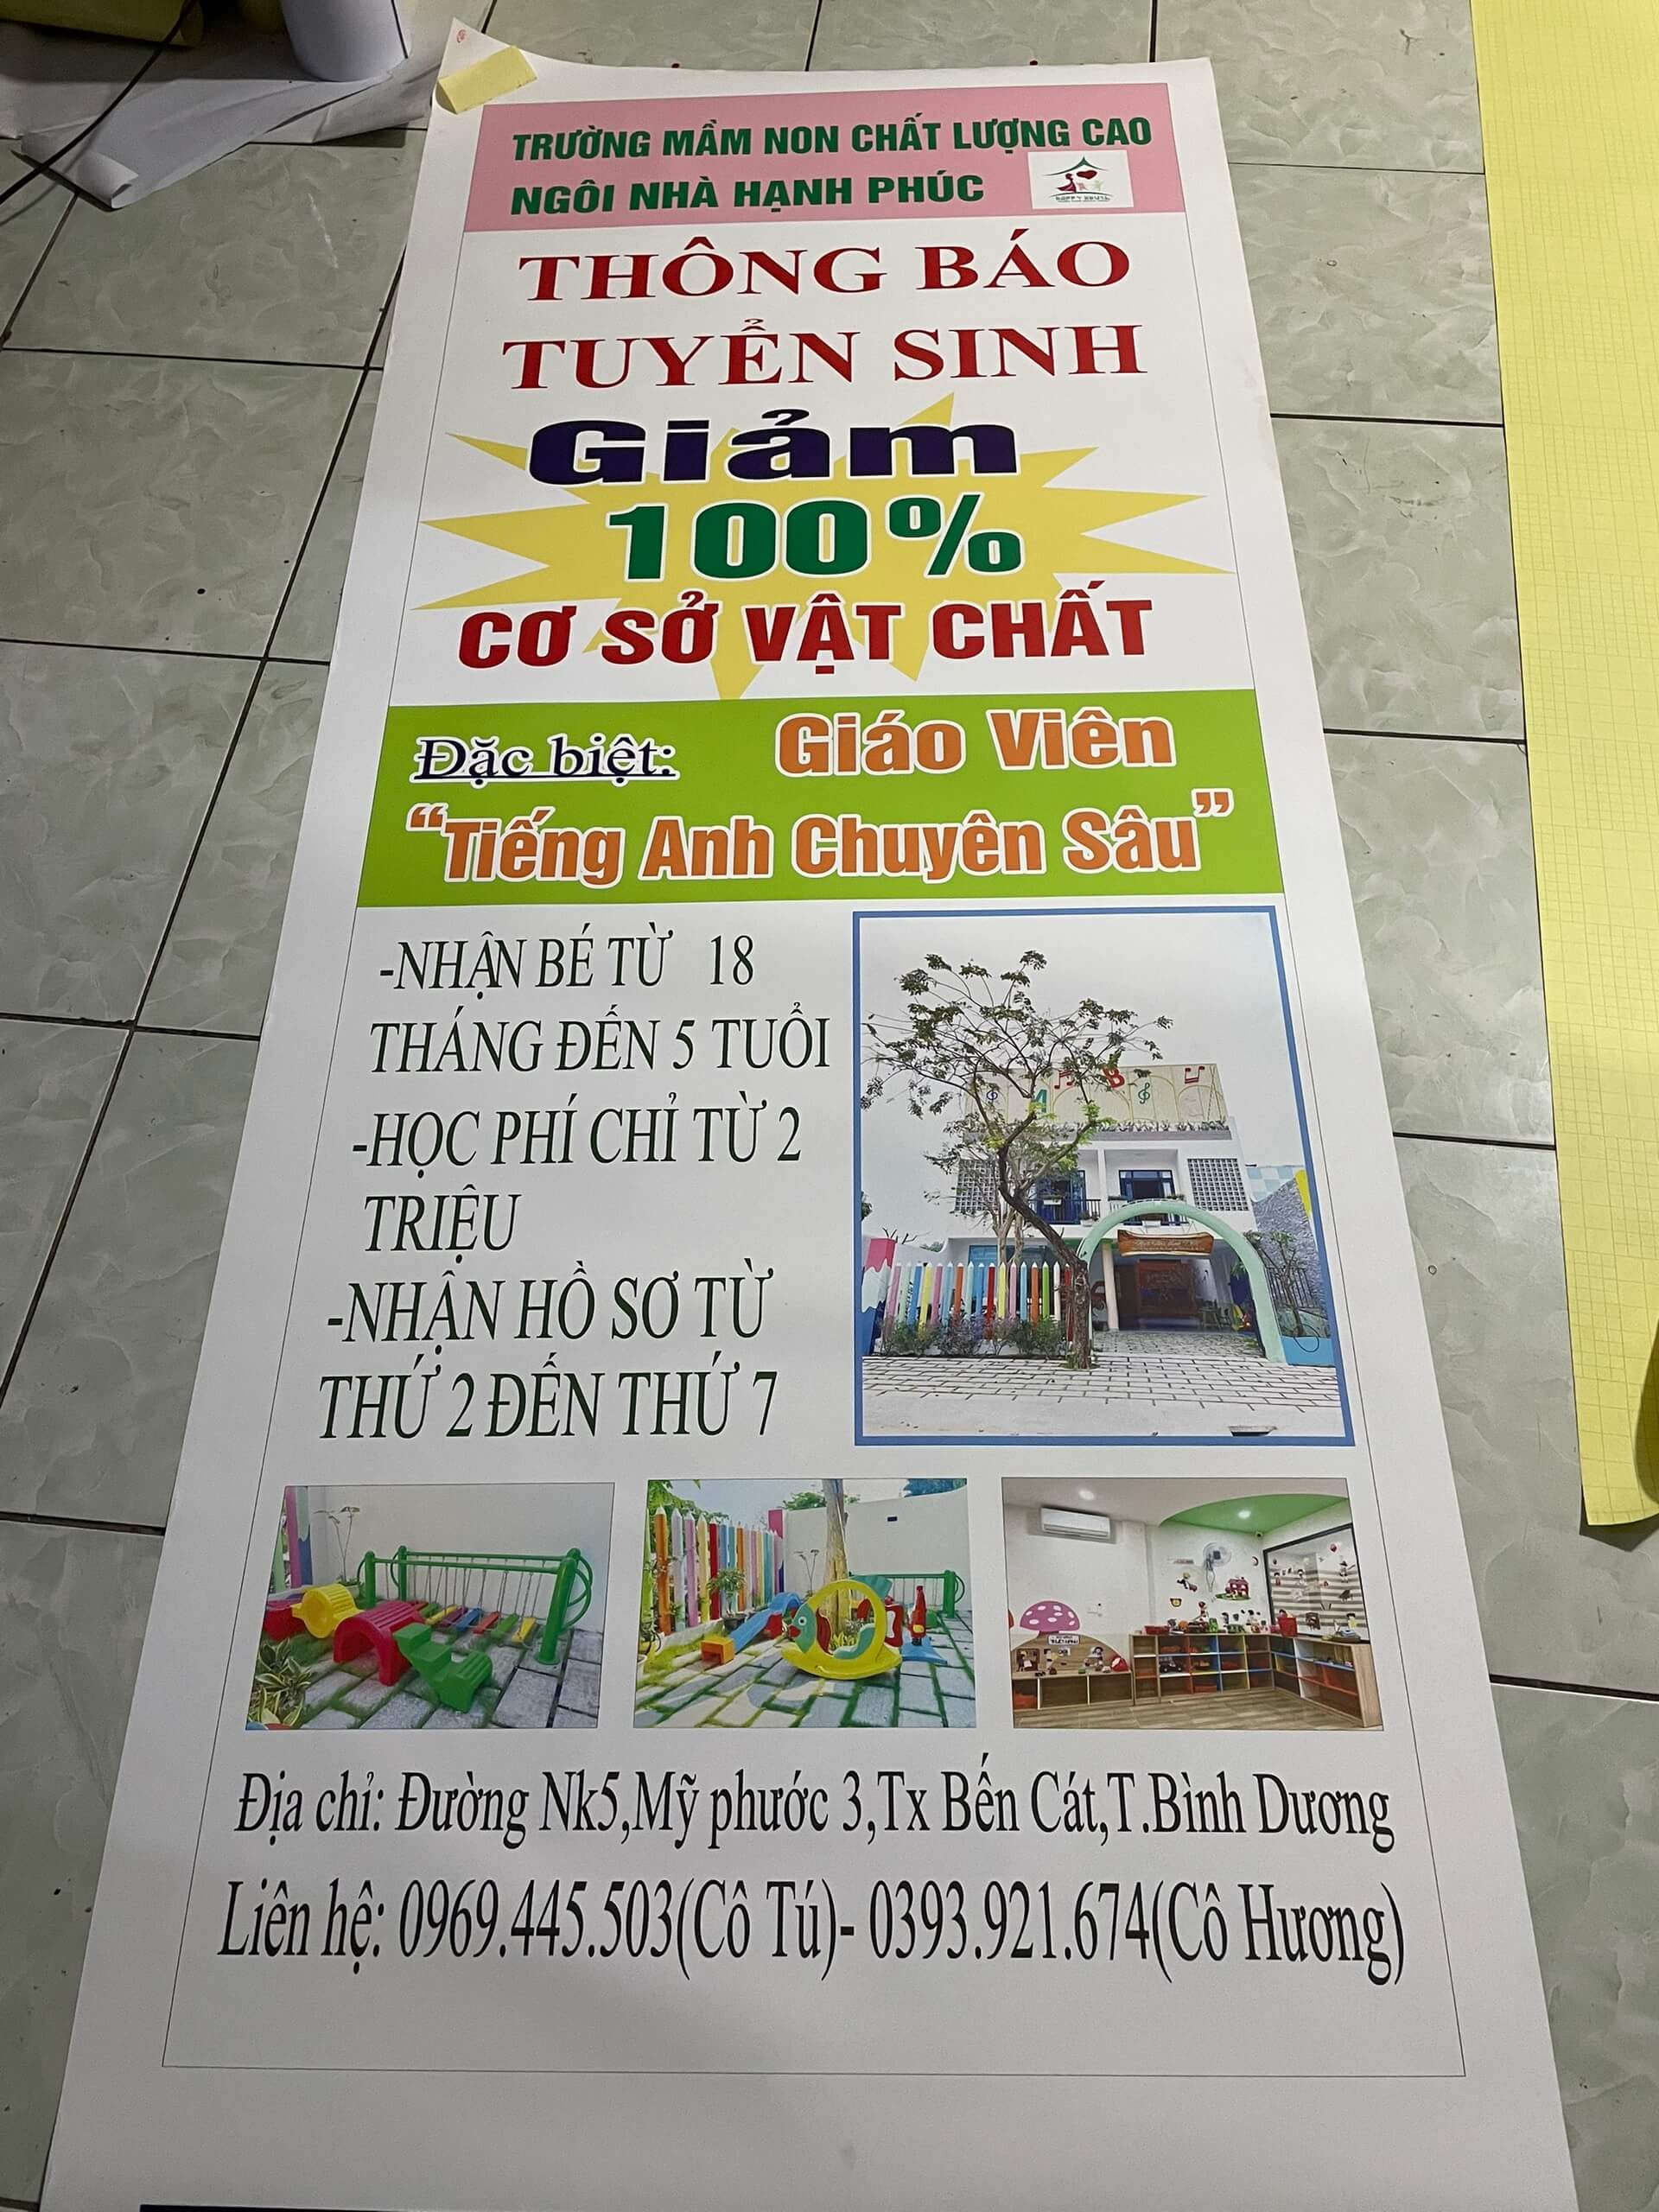 TRƯỜNG MẦM NON CHẤT LƯỢNG CAO
NGÔI NHÀ HẠNH PHÚC
THÔNG BÁO
TUYỂN SINH
Giảm
100%
CƠ SỞ VẬT CHẤT
Đặc biệt: Giáo Viên
“Tiếng Anh Chuyên Sâu”
-NHẬN BÉ TỪ 18
THÁNG ĐẾN 5 TUỔI
-HỌC PHÍ CHỈ TỪ 2
TRIỆU
-NHẬN HỒ SƠ TỪ
THỨ 2 ĐẾN THỨ 7
Địa chỉ: Đường Nk5,Mỹ phước 3,Tx Bến Cát,T.Bình Dương
Liên hệ: 0969.445.503(Cô Tú)- 0393.921.674(Cô Hương)